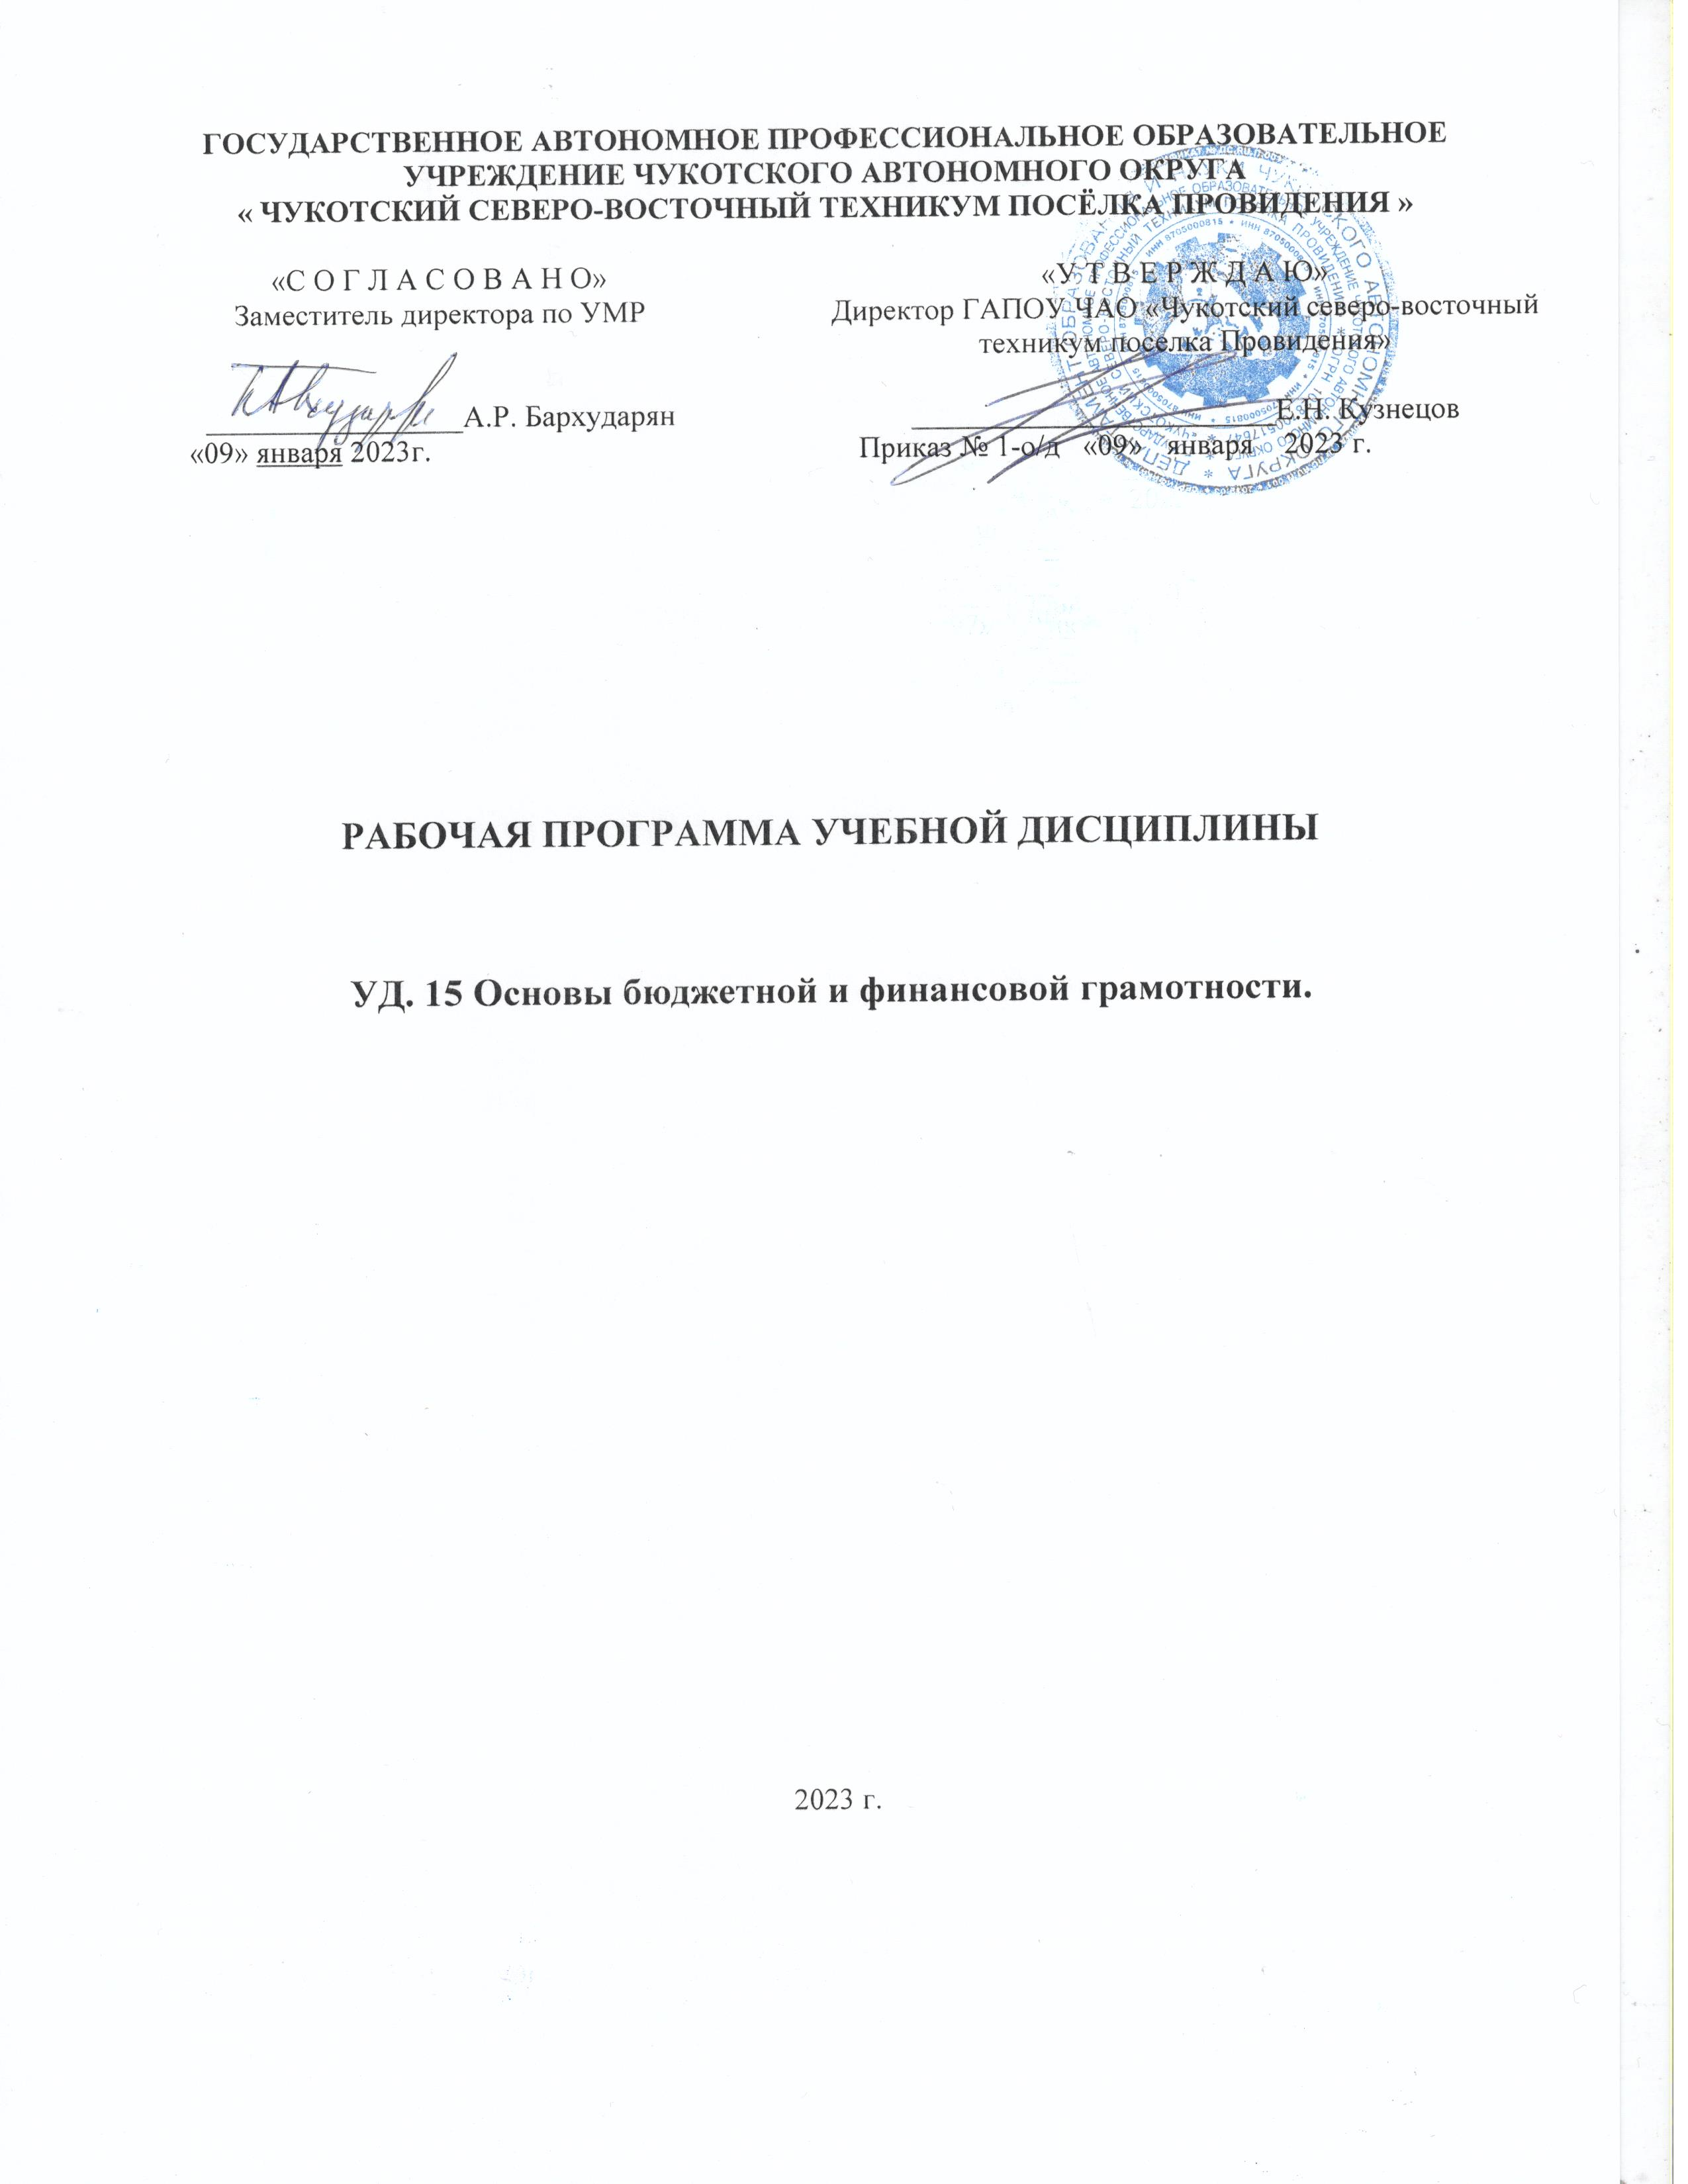 ГОСУДАРСТВЕННОЕ АВТОНОМНОЕ ПРОФЕССИОНАЛЬНОЕ ОБРАЗОВАТЕЛЬНОЕ
УЧРЕЖДЕНИЕ ЧУКОТСКОГО АВТОНОМНОГО ОКРУГА
« ЧУКОТСКИЙ СЕВЕРО-ВОСТОЧНЫЙ ТЕХНИКУМ ПОСЁЛКА ПРОВИДЕНИЯ »
«С О Г Л А С О В А Н О»
Заместитель директора по УМР
А.Р. Бархударян
«09» января 2023г.
«У Т В Е Р Ж Д А Ю»
Директор ГАПОУ ЧАО «Чукотский северо-восточный
техникум поселка Провидения»
Е.Н. Кузнецов
Приказ № 1-о/д «09» января 2023 г.
РАБОЧАЯ ПРОГРАММА УЧЕБНОЙ ДИСЦИПЛИНЫ
УД. 15 Основы бюджетной и финансовой грамотности.
2023 г.